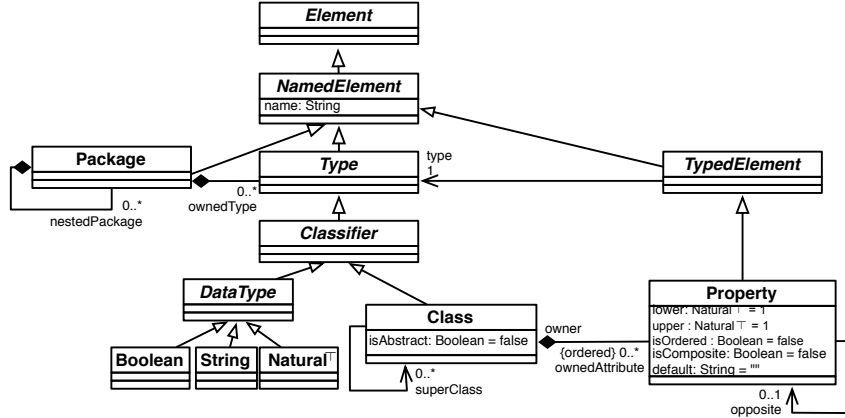 Element
NamedElement
name: String
Package
Type
type
1
TypedElement
0..*
ownedType
0..*
nestedPackage
Classifier
DataType
Class
isAbstract: Boolean = false
owner
{ordered} 0..*
ownedAttribute
Property
lower: Natural⊤ = 1
upper : Natural⊤ = 1
isOrdered : Boolean = false
isComposite: Boolean = false
default: String = ""
Boolean
String
Natural⊤
0..*
superClass
0..1
opposite